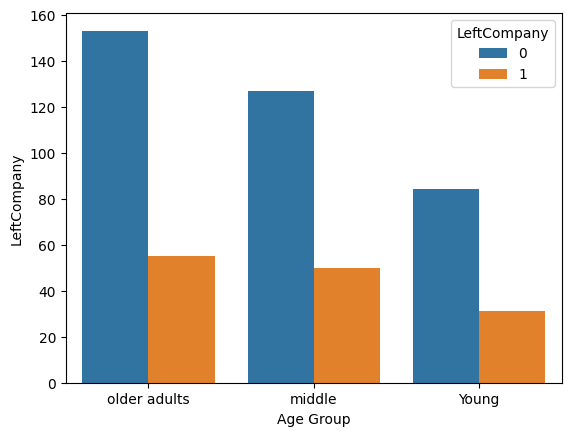 LeftCompany
0
1
LeftCompany
160
140
120
100
80
60
40
20
0
older adults
middle
Young
Age Group